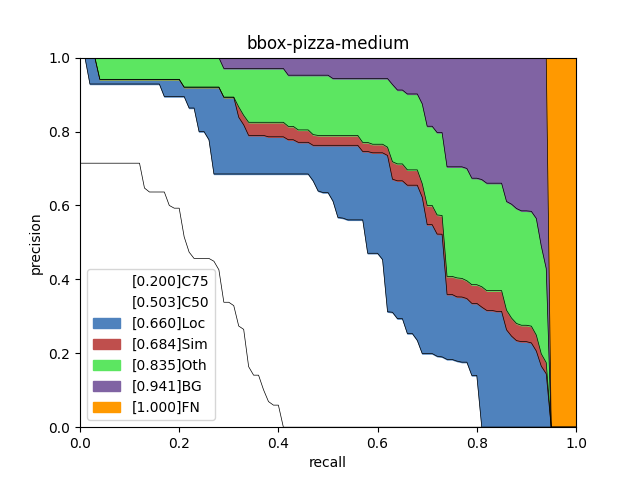 bbox-pizza-medium
precision
1.0
0.8
0.6
0.4
0.2
0.0
[0.200]C75
[0.503]C50
[0.660]Loc
[0.684]Sim
[0.835]Oth
[0.941]BG
[1.000]FN
0.0 0.2 0.4 0.6 0.8 1.0
recall